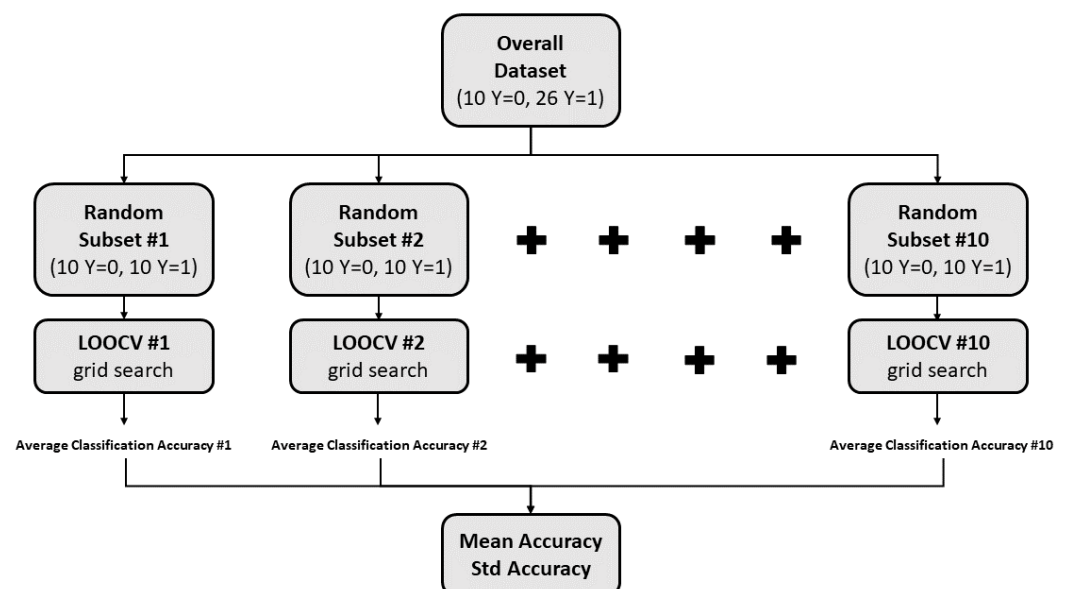 Overall
Dataset
(10 Y=0, 26 Y=1)
Random
Subset #1
(10 Y=0, 10 Y=1)
Random
Subset #2
(10 Y=0, 10 Y=1)
Random
Subset #10
(10 Y=0, 10 Y=1)
LOOCV #1
grid search
LOOCV #2
grid search
LOOCV #10
grid search
Average Classification Accuracy #1
Average Classification Accuracy #2
Average Classification Accuracy #10
Mean Accuracy
Std Accuracy